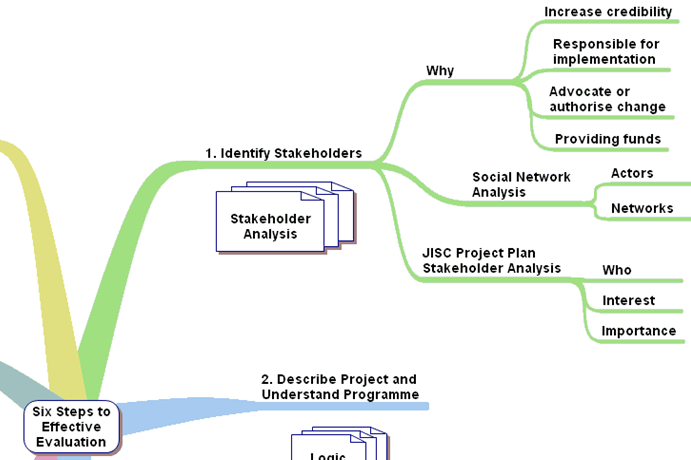 Increase credibility
Responsible for
implementation
Why
Advocate or
authorise change
Providing funds
1. Identify Stakeholders
Social Network
Analysis
Actors
Networks
Stakeholder
Analysis
JISC Project Plan
Stakeholder Analysis
Who
Interest
Importance
2. Describe Project and
Understand Programme
Six Steps to
Effective
Evaluation
Logic